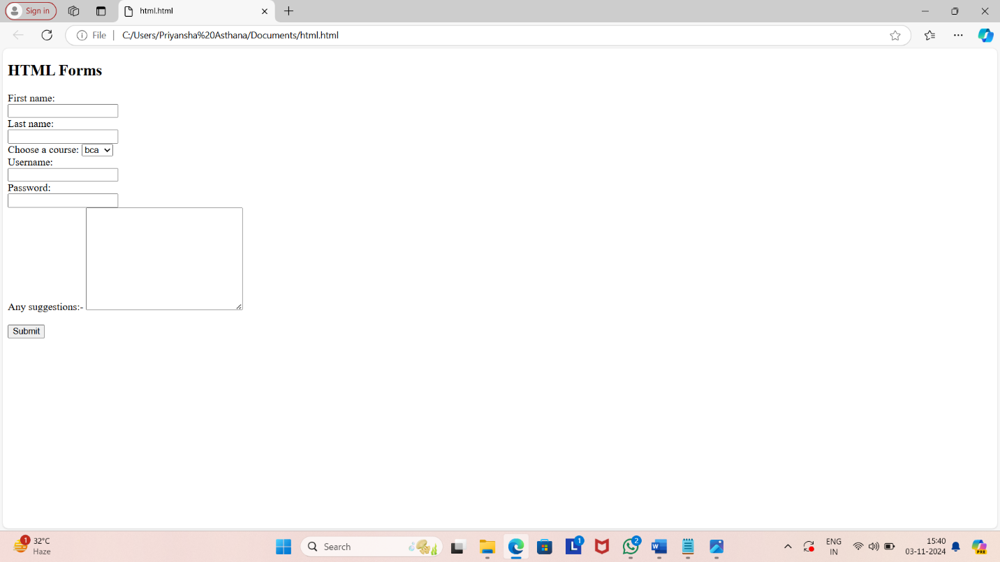 Sign in
html.html
File
C:/Users/Priyansha%20Asthana/Documents/html.html
HTML Forms
First name:
Last name:
Choose a course: bca
Username:
Password:
Any suggestions:-
Submit
1
32°C
Haze
Search
L
1
2
W
ENG
IN
15:40
03-11-2024
PRE